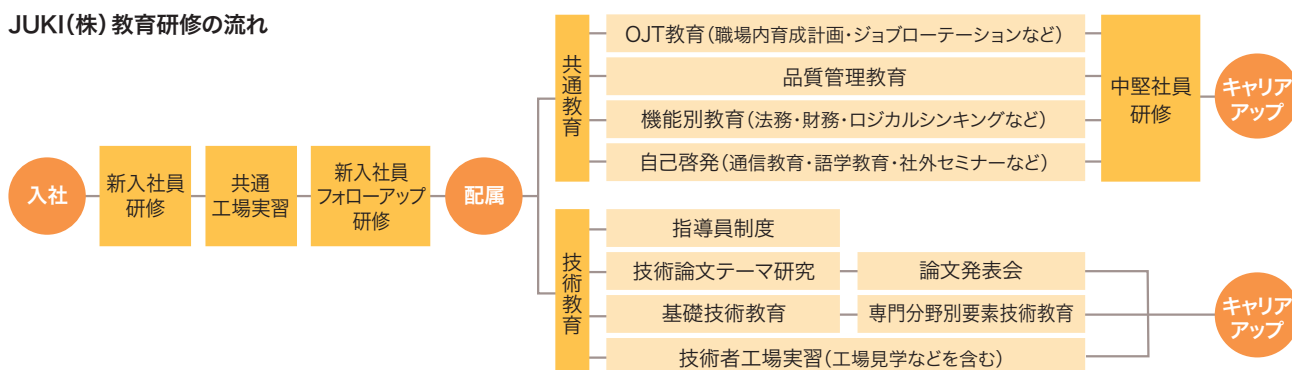 JUKI(株)教育研修の流れ
入社
新入社員
研修
共通
工場実習
新入社員
フォローアップ
研修
配属
共通教育
OJT教育(職場内育成計画・ジョブローテーションなど)
品質管理教育
機能別教育(法務・財務・ロジカルシンキングなど)
自己啓発(通信教育・語学教育・社外セミナーなど)
中堅社員
研修
キャリア
アップ
技術教育
指導員制度
技術論文テーマ研究
論文発表会
基礎技術教育
専門分野別要素技術教育
技術者工場実習(工場見学などを含む)
キャリア
アップ